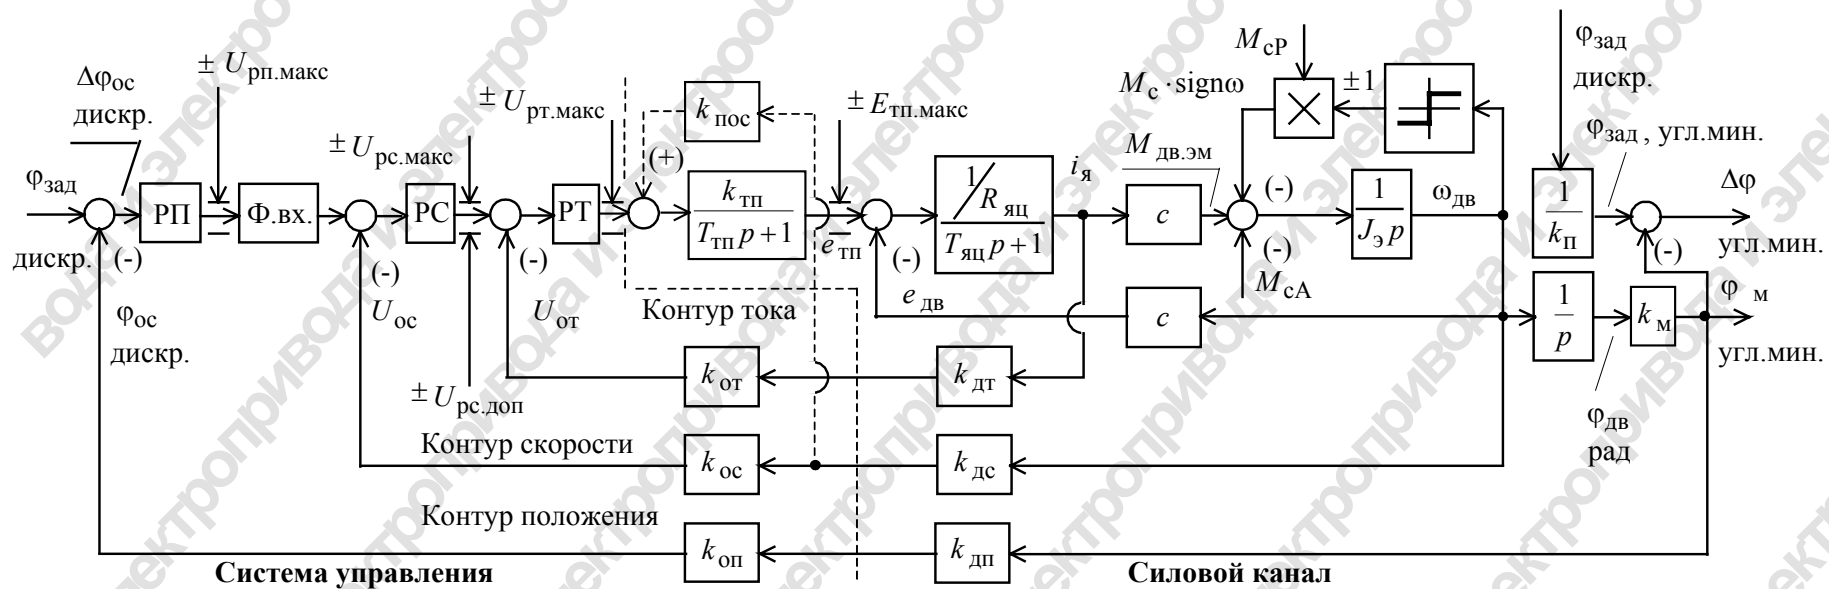 Δφос
дискр.
± Uрп.макс
± Uрс.макс
± Uрт.макс
kпос
(+)
± Eтп.макс
Mс · signω
MсР
±1
φзад
дискр.
φзад , угл.мин.
φзад
РП
Ф.вх.
РС
РТ
kтп
Tтп p + 1
eтп
1/Rяц
Tяц p + 1
iя
Mдв.эм
c
(-)
1
Jэ p
ωдв
1
kп
Δφ
угл.мин.
дискр. (-)
(-)
(-)
(-)
(-)
(-)
Uос
Uот
Контур тока
eдв
c
MсА
1
p
kм
φ м
угл.мин.
φос
дискр.
± Uрс.доп
kот
kдт
φдв
рад
Контур скорости
kос
kдс
Контур положения
kоп
kдп
Система управления
Силовой канал